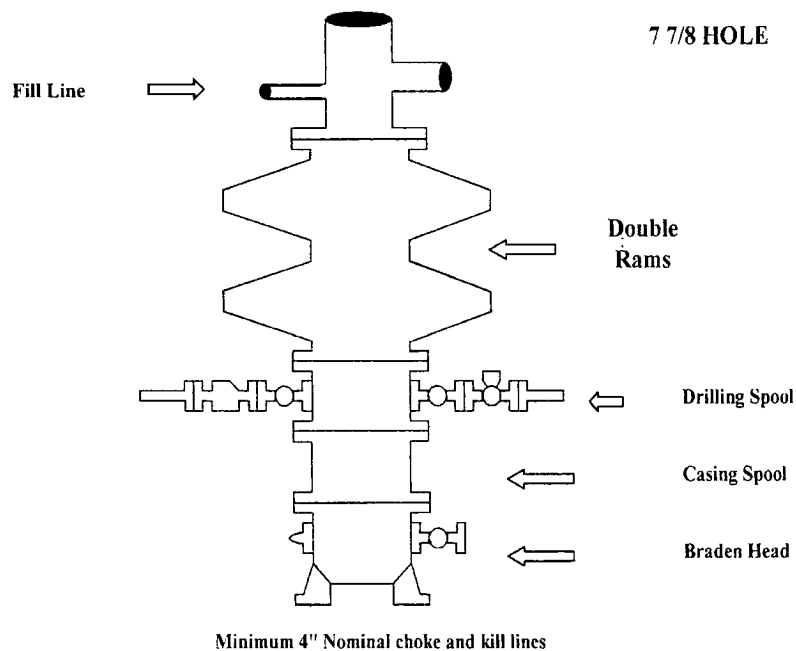 7 7/8 HOLE
Fill Line
Double
Rams
Drilling Spool
Casing Spool
Braden Head
Minimum 4" Nominal choke and kill lines